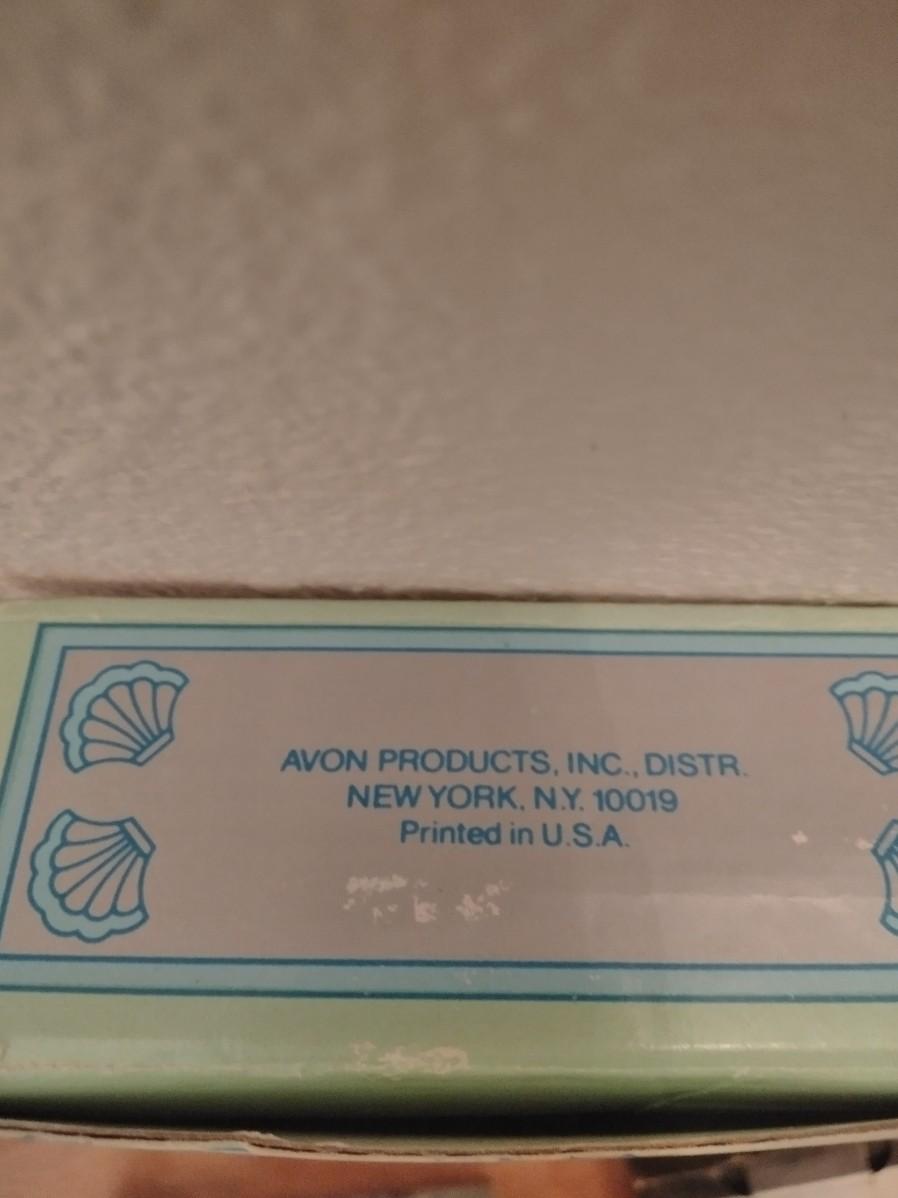 AVON PRODUCTS, INC., DISTR.
NEW YORK, N.Y. 10019
Printed in U.S.A.